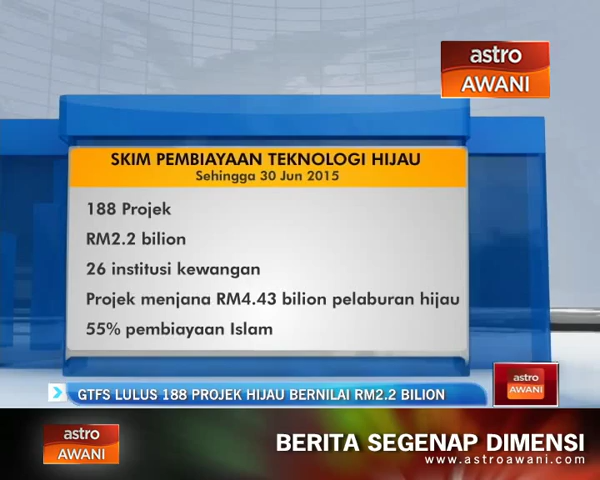 astro
AWANI
SKIM PEMBIAYAAN TEKNOLOGI HIJAU
Sehingga 30 Jun 2015
188 Projek
RM2.2 bilion
26 institusi kewangan
Projek menjana RM4.43 bilion pelaburan hijau
55% pembiayaan Islam
GTFS LULUS 188 PROJEK HIJAU BERNILAI RM2.2 BILION
astro
AWANI
astro
AWANI
BERITA SEGENAP DIMENSI
www.astroawani.com